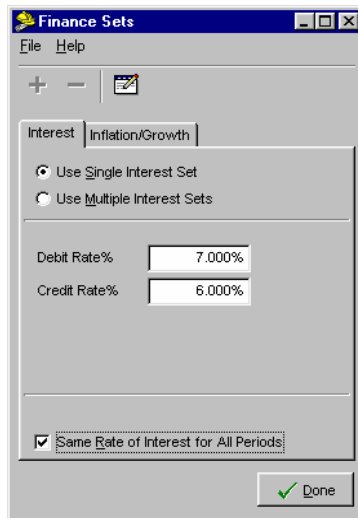 Finance Sets
File Help
Interest Inflation/Growth
Use Single Interest Set
Use Multiple Interest Sets
Debit Rate% 7.000%
Credit Rate% 6.000%
Same Rate of Interest for All Periods
Done